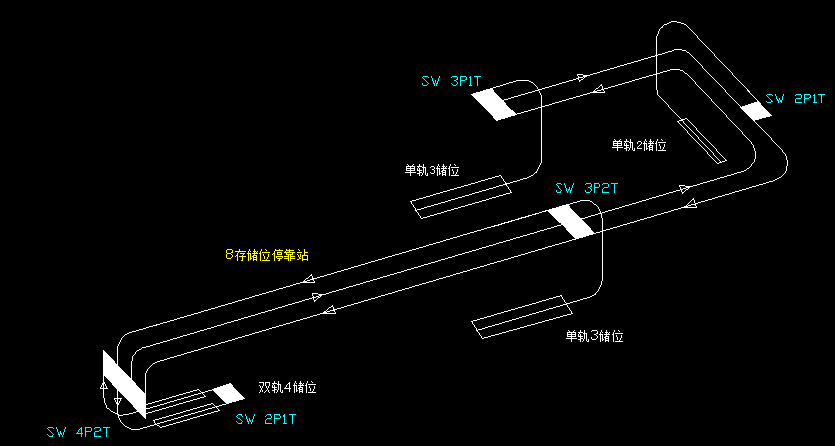 SW 3P1T
SW 2P1T
单轨2储位
单轨3储位
SW 3P2T
8存储位停靠站
单轨3储位
双轨4储位
SW 2P1T
SW 4P2T